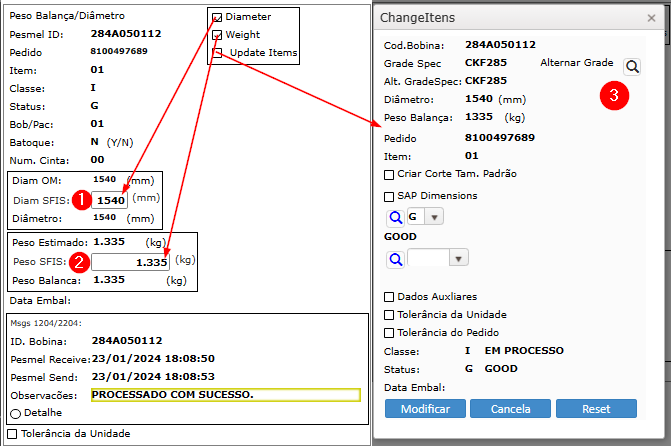 Peso Balança/Diâmetro
Pesmel ID: 284A050112
Pedido 8100497689
Item: 01
Classe: I
Status: G
Bob/Pac: 01
Batoque: N (Y/N)
Num. Cinta: 00
Diameter
Weight
Update Items
Diam OM: 1540 (mm)
Diam SFIS: 1 1540 (mm)
Diâmetro: 1540 (mm)
Peso Estimado: 1.335 (kg)
Peso SFIS: 2 1.335 (kg)
Peso Balanca: 1.335 (kg)
Data Embal:
Msgs 1204/2204:
ID. Bobina: 284A050112
Pesmel Receive: 23/01/2024 18:08:50
Pesmel Send: 23/01/2024 18:08:53
Observacões: PROCESSADO COM SUCESSO.
Detalhe
Tolerância da Unidade
ChangeItens ×
Cod.Bobina: 284A050112
Grade Spec CKF285 Alternar Grade
Alt. GradeSpec: CKF285
3
Diâmetro: 1540 (mm)
Peso Balança: 1335 (kg)
Pedido 8100497689
Item: 01
Criar Corte Tam. Padrão
SAP Dimensions
G
GOOD
Dados Auxliares
Tolerância da Unidade
Tolerância do Pedido
Classe: I EM PROCESSO
Status: G GOOD
Data Embal:
Modificar Cancela Reset